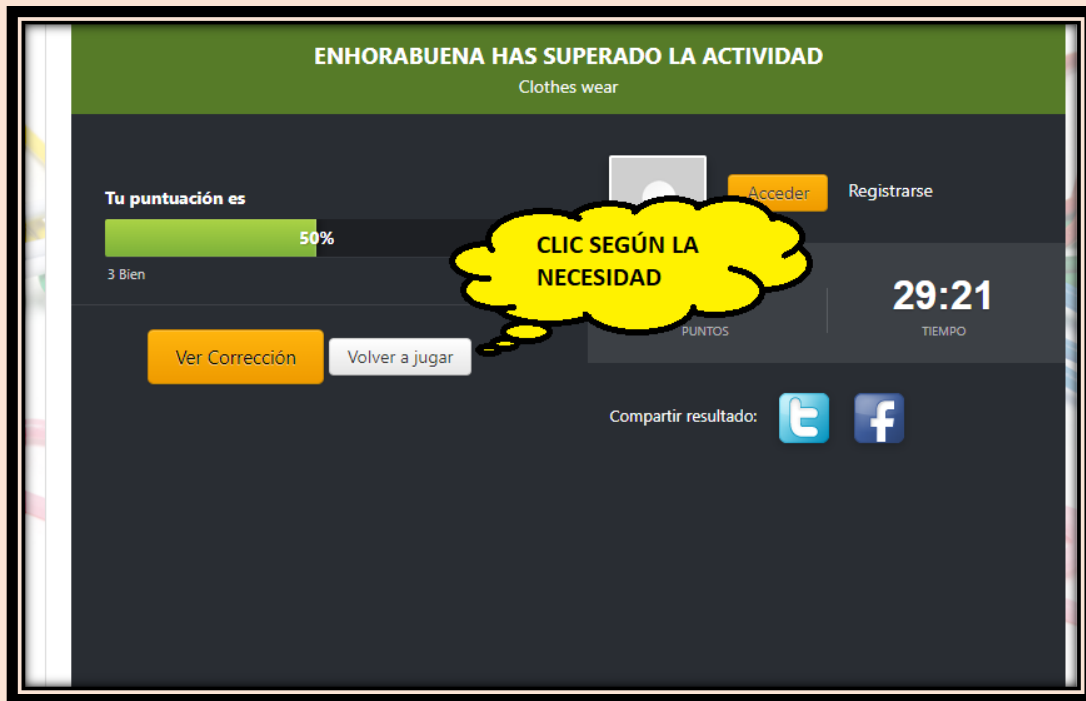 ENHORABUENA HAS SUPERADO LA ACTIVIDAD
Clothes wear
Tu puntuación es
50%
3 Bien
Ver Corrección
Volver a jugar
Acceder
Registrarse
CLIC SEGÚN LA
NECESIDAD
PUNTOS
29:21
TIEMPO
Compartir resultado: